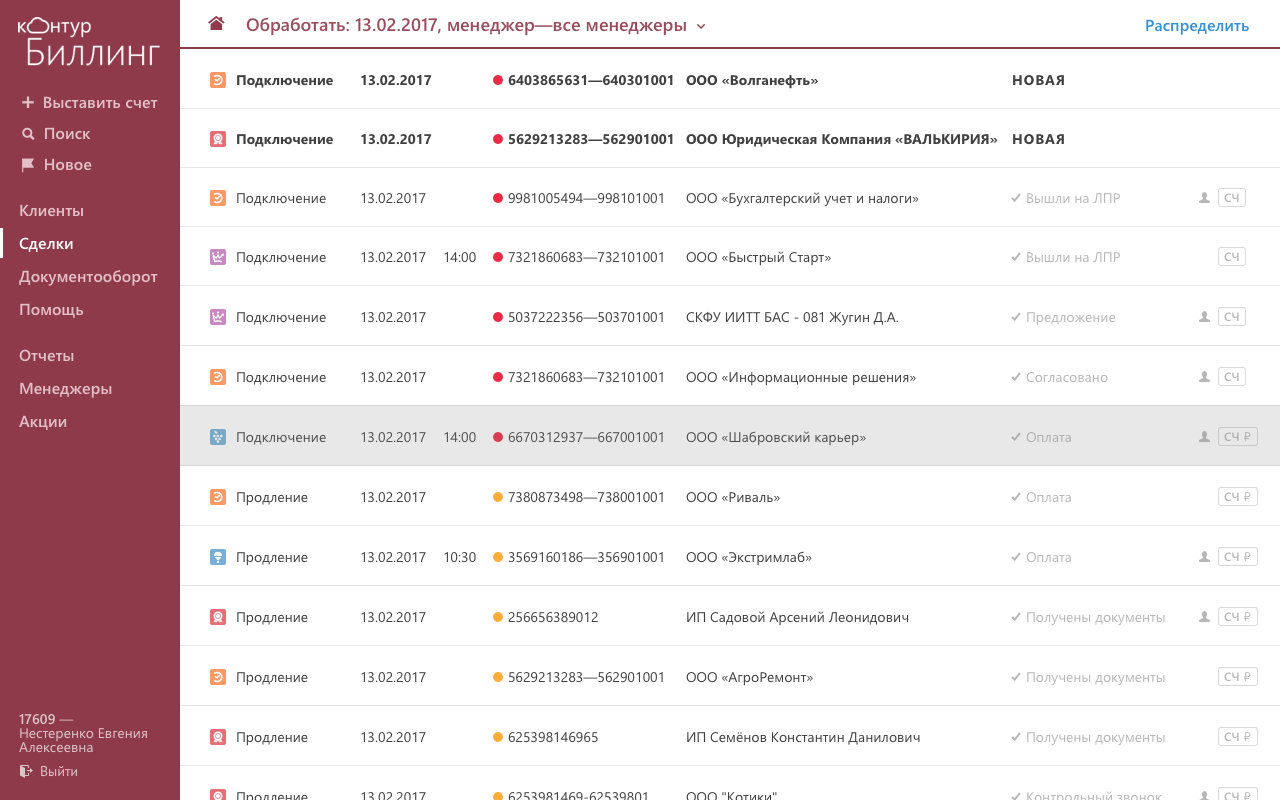 кОнтур
Биллинг
Выставить счет
Поиск
Новое
Клиенты
Сделки
Документооборот
Помощь
Отчеты
Менеджеры
Акции
17609 —
Нестеренко Евгения
Алексеевна
Выйти
Обработать: 13.02.2017, менеджер—все менеджеры Распределить
Подключение 13.02.2017 6403865631—640301001 ООО «Волганефть» НОВАЯ
Подключение 13.02.2017 5629213283—562901001 ООО Юридическая Компания «ВАЛЬКИРИЯ» НОВАЯ
Подключение 13.02.2017 9981005494—998101001 ООО «Бухгалтерский учет и налоги» Вышли на ЛПР СЧ
Подключение 13.02.2017 14:00 7321860683—732101001 ООО «Быстрый Старт» Вышли на ЛПР СЧ
Подключение 13.02.2017 5037222356—503701001 СКФУ ИИТТ БАС - 081 Жугин Д.А. Предложение СЧ
Подключение 13.02.2017 7321860683—732101001 ООО «Информационные решения» Согласовано СЧ
Подключение 13.02.2017 14:00 6670312937—667001001 ООО «Шабровский карьер» Оплата СЧ ₽
Продление 13.02.2017 7380873498—738001001 ООО «Риваль» Оплата СЧ ₽
Продление 13.02.2017 10:30 3569160186—356901001 ООО «Экстримлаб» Оплата СЧ ₽
Продление 13.02.2017 256656389012 ИП Садовой Арсений Леонидович Получены документы СЧ ₽
Продление 13.02.2017 5629213283—562901001 ООО «АгроРемонт» Получены документы СЧ ₽
Продление 13.02.2017 625398146965 ИП Семёнов Константин Данилович Получены документы СЧ ₽
Продление 13.02.2017 6253981469-62539801 ООО "Котики" Контрольный звонок СЧ ₽